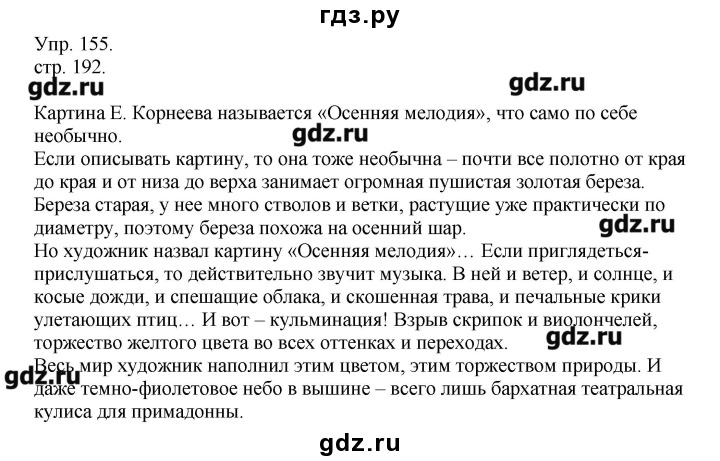 гдз.ру
Упр. 155.
стр. 192.
gdz.ru
gdz.ru
Картина Е. Корнеева называется «Осенняя мелодия», что само по себе
необычно.
gdz.ru
Если описывать картину, то она тоже необычна – почти все полотно от края
до края и от низа до верха занимает огромная пушистая золотая береза.
Береза старая, у нее много стволов и ветки, растущие уже практически по
диаметру, поэтому береза похожа на осенний шар.
gdz.ru
Но художник назвал картину «Осенняя мелодия»… Если приглядеться-
прислушаться, то действительно звучит музыка. В ней и ветер, и солнце, и
косые дожди, и спешащие облака, и скошенная трава, и печальные крики
улетающих птиц… И вот – кульминация! Взрыв скрипок и виолончелей,
торжество желтого цвета во всех оттенках и переходах.
gdz.ru
Весь мир художник наполнил этим цветом, этим торжеством природы. И
gdz.ru
даже темно-фиолетовое небо в вышине – всего лишь бархатная театральная
кулиса для примадонны.
gdz.ru